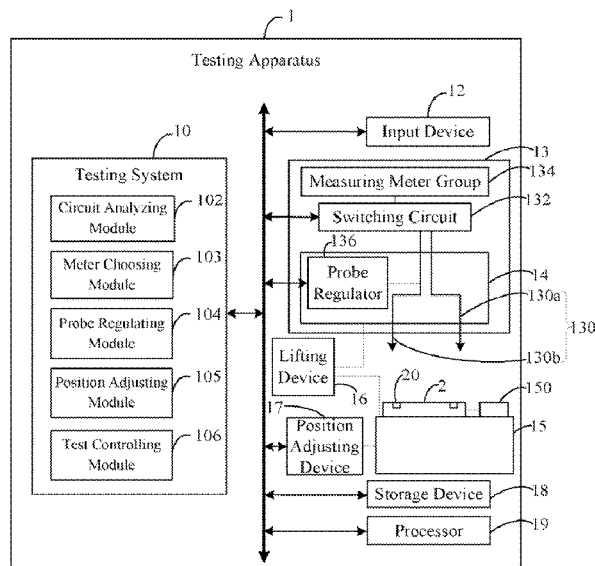 1
Testing Apparatus
12
Input Device
10
13
Testing System
Measuring Meter Group
134
Circuit Analyzing
Module
102
Switching Circuit
132
136
Meter Choosing
Module
103
Probe
Regulator
14
130a
Probe Regulating
Module
104
130
130b
Lifting
Device
16
20
2
150
Position Adjusting
Module
105
17
Position
Adjusting
Device
15
Test Controlling
Module
106
Storage Device
18
Processor
19